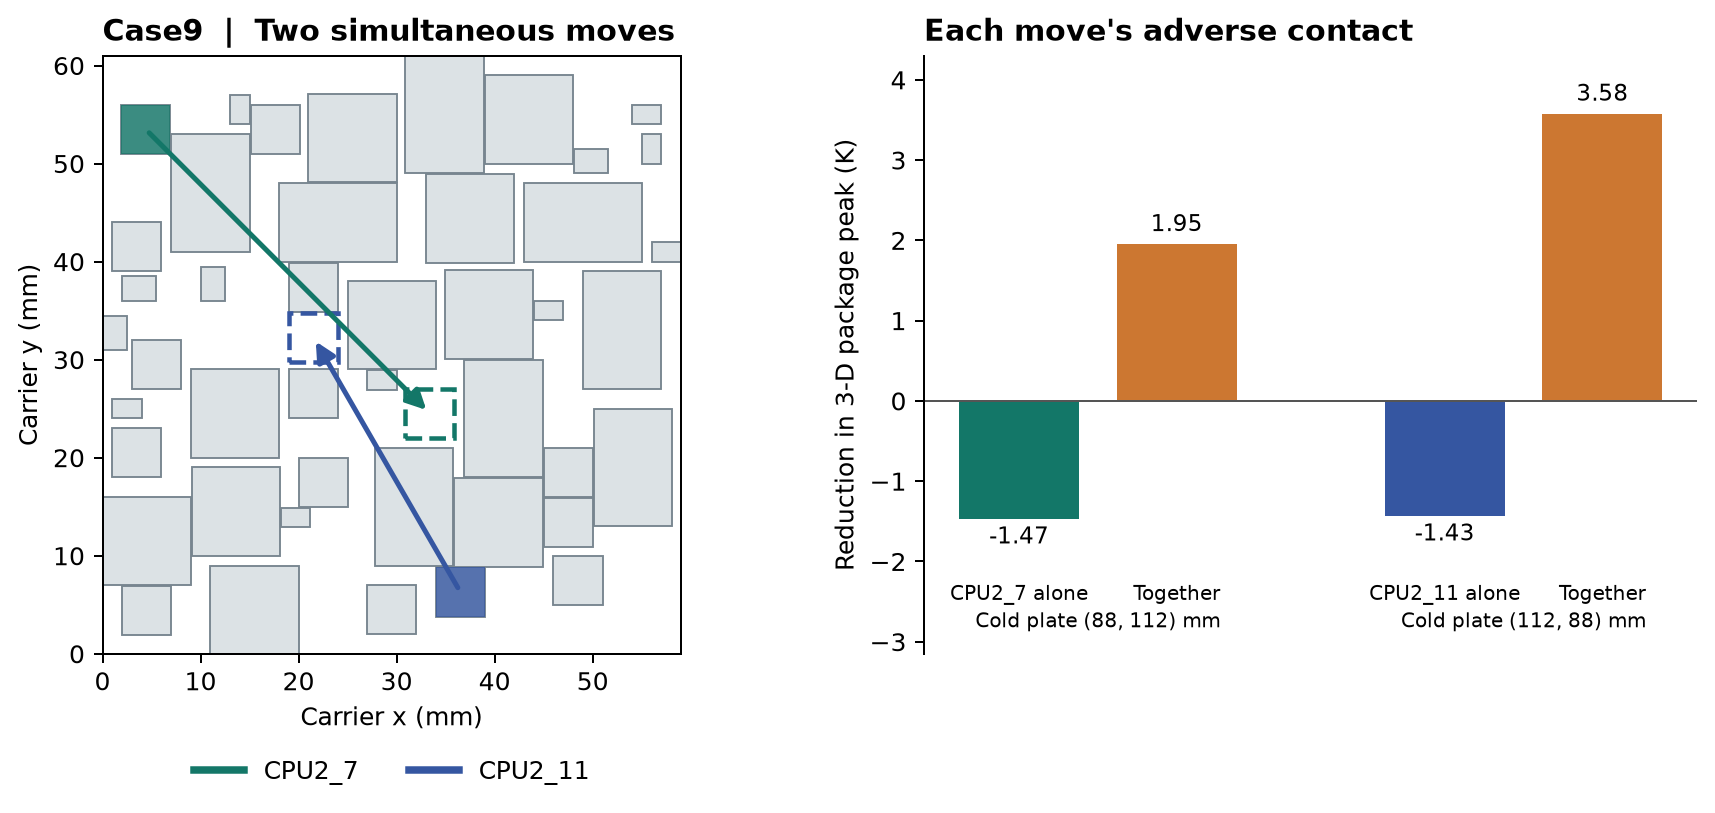 Case9 | Two simultaneous moves
60
50
40
30
20
10
0
Carrier y (mm)
0 10 20 30 40 50
Carrier x (mm)
CPU2_7 CPU2_11
Each move's adverse contact
4
3
2
1
0
−1
−2
−3
Reduction in 3-D package peak (K)
-1.47
1.95
-1.43
3.58
CPU2_7 alone Together
Cold plate (88, 112) mm
CPU2_11 alone Together
Cold plate (112, 88) mm